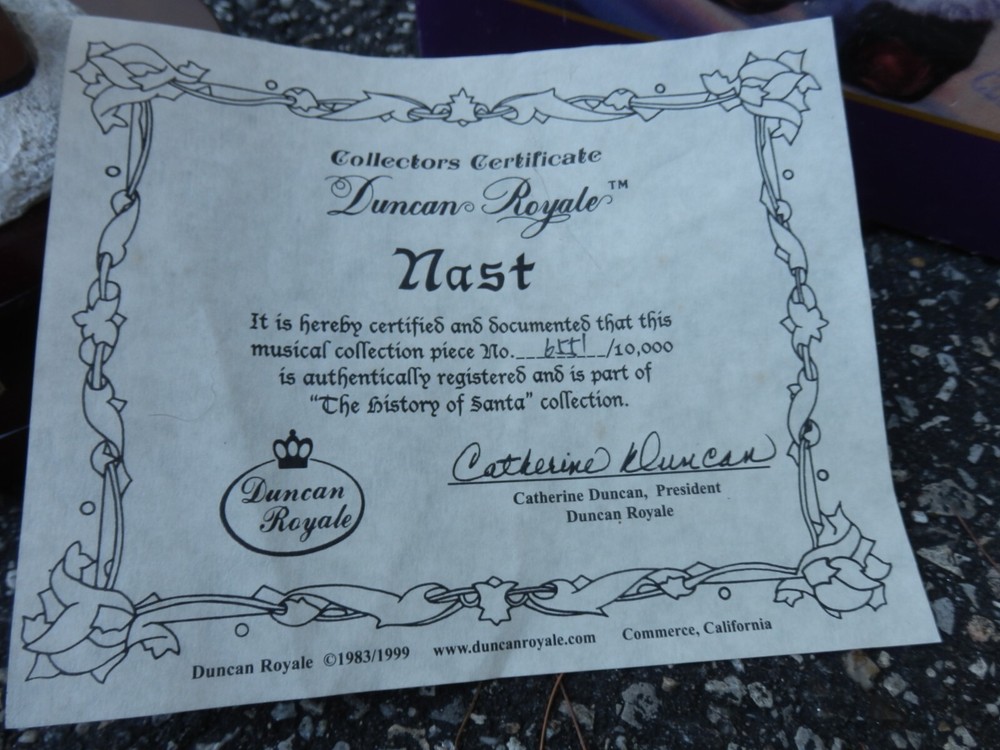 Collectors Certificate
Duncan Royale™
Nast
It is hereby certified and documented that this
musical collection piece No. 6551 /10,000
is authentically registered and is part of
"The History of Santa" collection.
Duncan
Royale
Catherine Duncan
Catherine Duncan, President
Duncan Royale
Duncan Royale ©1983/1999 www.duncanroyale.com Commerce, California